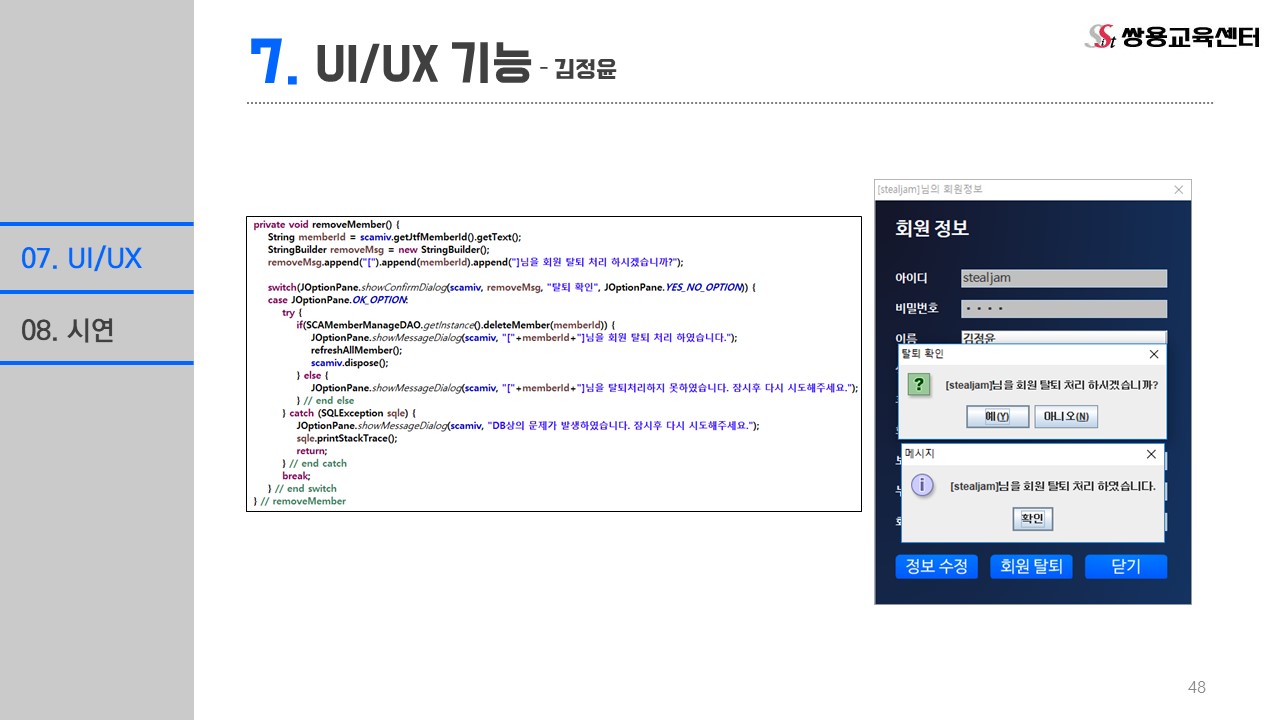 7. UI/UX 기능 - 김정윤
Sist 쌍용교육센터
07. UI/UX
08. 시연
private void removeMember() {
String memberId = scamiv.getJtfMemberId().getText();
StringBuilder removeMsg = new StringBuilder();
removeMsg.append("[").append(memberId).append("]님을 회원 탈퇴 처리 하시겠습니까?");
switch(JOptionPane.showConfirmDialog(scamiv, removeMsg, "탈퇴 확인", JOptionPane.YES_NO_OPTION)) {
case JOptionPane.OK_OPTION:
try {
if(SCAMemberManageDAO.getInstance().deleteMember(memberId)) {
JOptionPane.showMessageDialog(scamiv, "["+memberId+"]님을 회원 탈퇴 처리 하였습니다.");
refreshAllMember();
scamiv.dispose();
} else {
JOptionPane.showMessageDialog(scamiv, "["+memberId+"]님을 탈퇴처리하지 못하였습니다. 잠시후 다시 시도해주세요.");
} // end else
} catch (SQLException sqle) {
JOptionPane.showMessageDialog(scamiv, "DB상의 문제가 발생하였습니다. 잠시후 다시 시도해주세요.");
sqle.printStackTrace();
return;
} // end catch
break;
} // end switch
} // removeMember
[stealjam]님의 회원정보
회원 정보
아이디 stealjam
비밀번호 • • • •
이름 김정윤
탈퇴 확인
[stealjam]님을 회원 탈퇴 처리 하시겠습니까?
예(Y) 아니오(N)
메시지
[stealjam]님을 회원 탈퇴 처리 하였습니다.
확인
정보 수정 회원 탈퇴 닫기
48